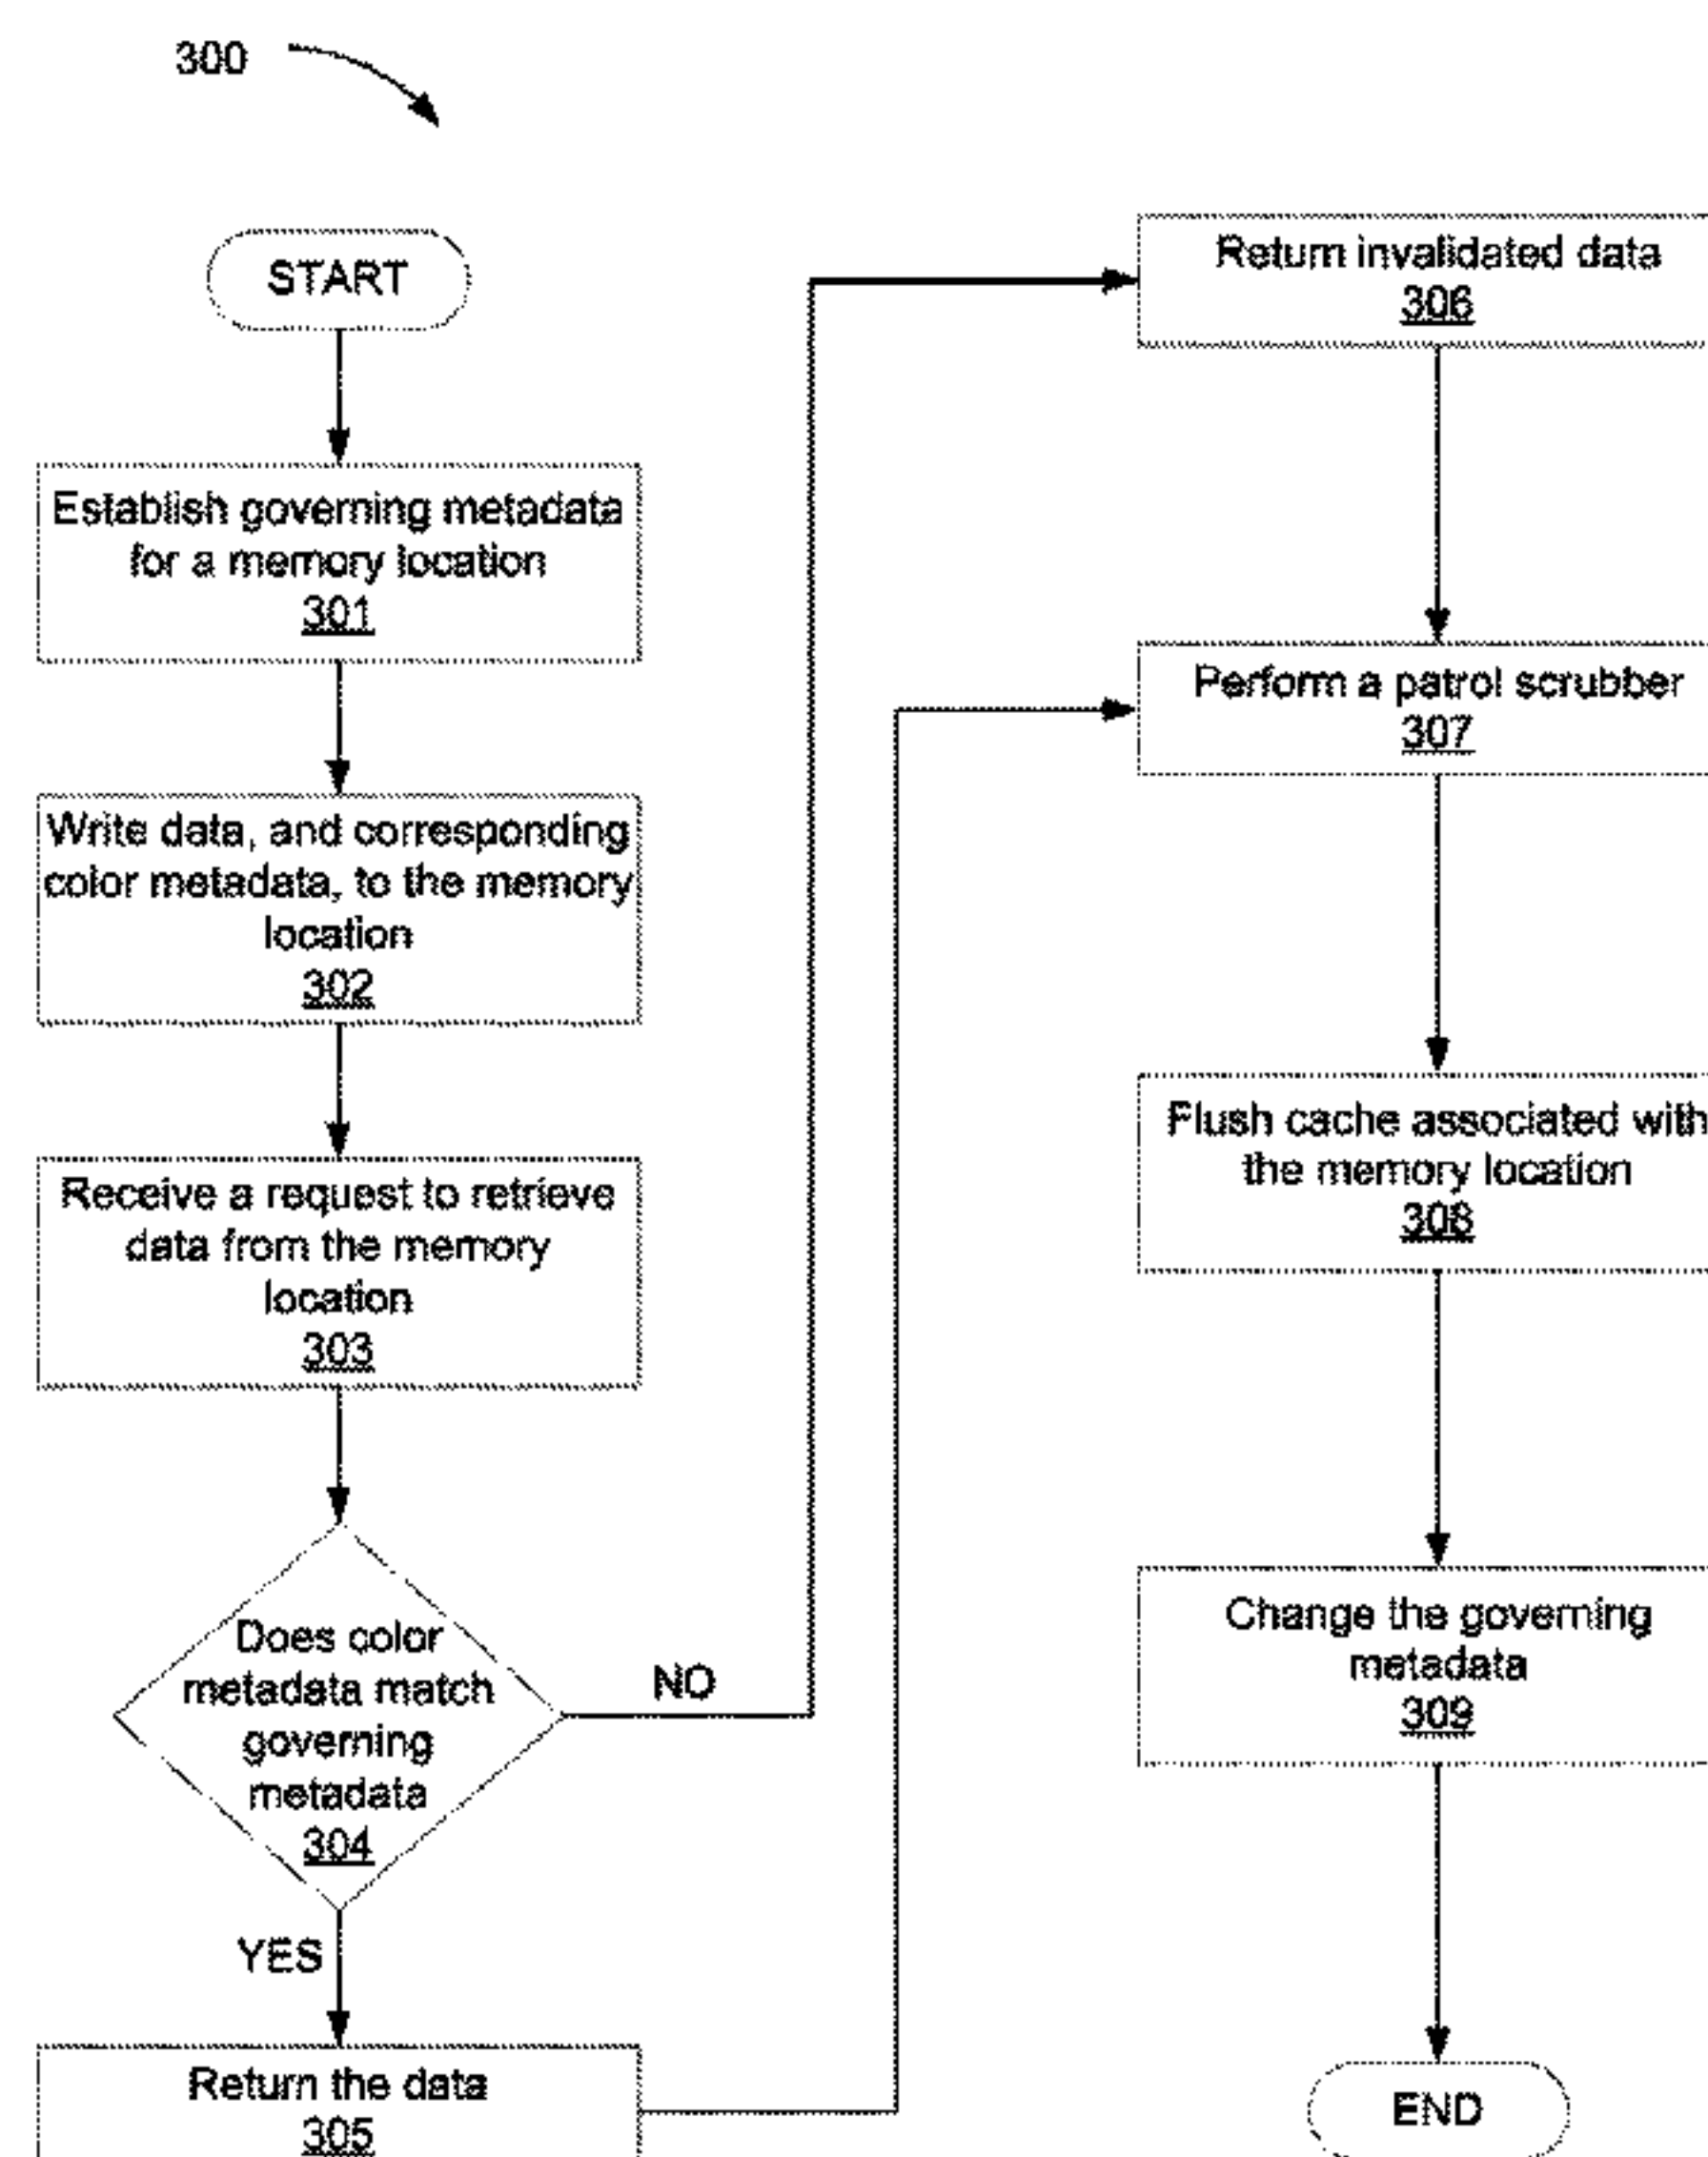 300
START
Establish governing metadata
for a memory location
301
Write data, and corresponding
color metadata, to the memory
location
302
Receive a request to retrieve
data from the memory
location
303
Does color
metadata match
governing
metadata
304
NO
YES
Return the data
305
Return invalidated data
306
Perform a patrol scrubber
307
Flush cache associated with
the memory location
308
Change the governing
metadata
309
END